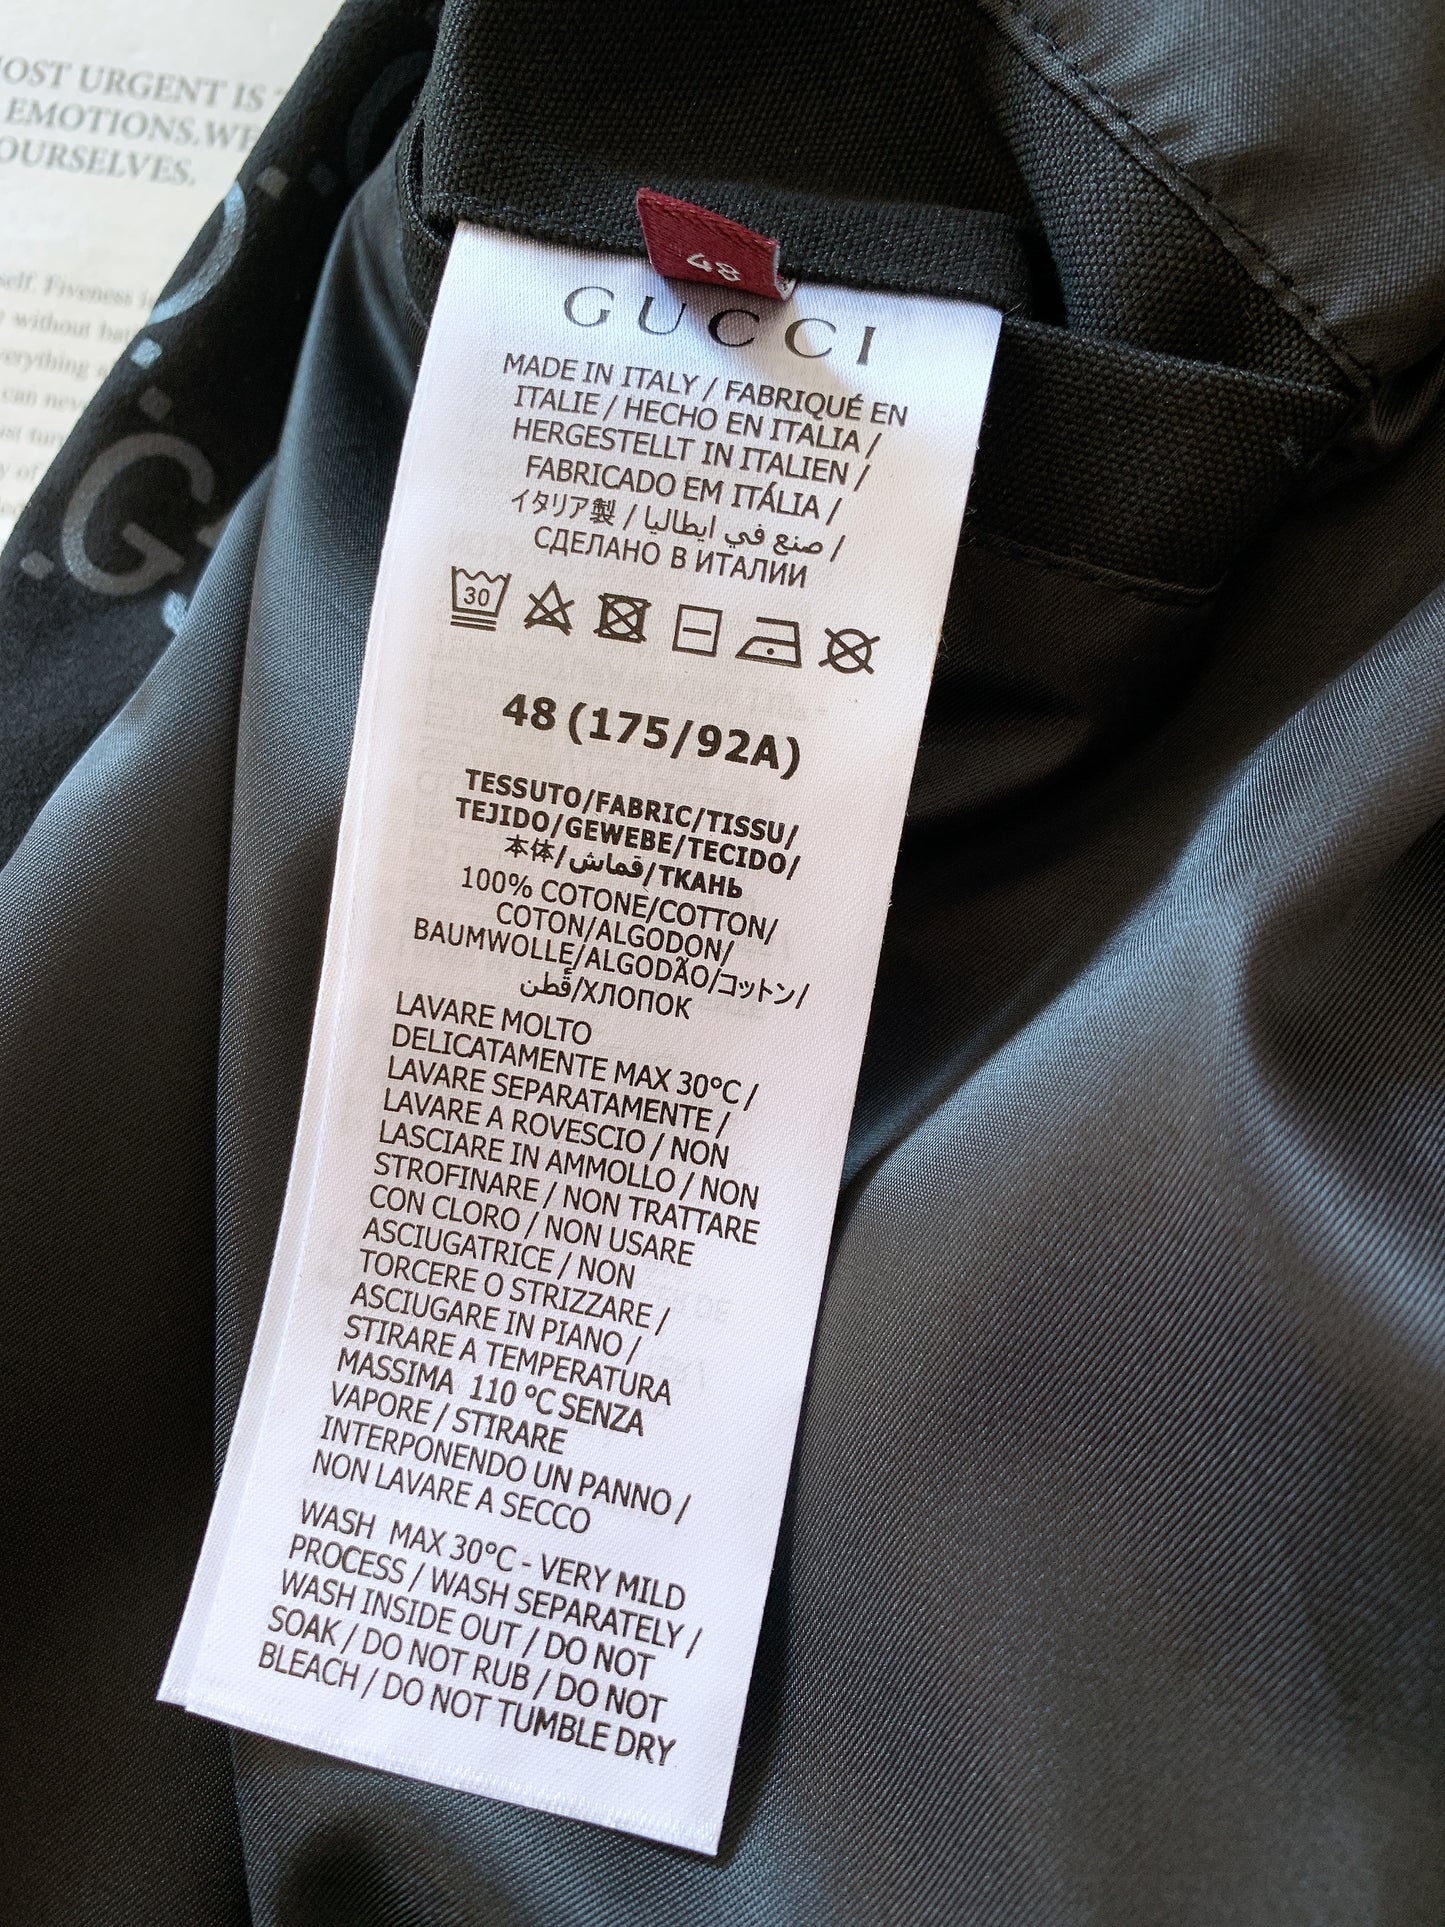 OST URGENT IS
EMOTIONS.WE
OURSELVES.
self. Fiveness
without
everything
can
48
GUCCI
MADE IN ITALY / FABRIQUÉ EN
ITALIE / HECHO EN ITALIA /
HERGESTELLT IN ITALIEN /
FABRICADO EM ITÁLIA /
イタリア製 / صنع في ايطاليا /
СДЕЛАНО В ИТАЛИИ
30
48 (175/92A)
TESSUTO/FABRIC/TISSU/
TEJIDO/GEWEBE/TECIDO/
本体/قماش/ТКАНЬ
100% COTONE/COTTON/
COTON/ALGODON/
BAUMWOLLE/ALGODÃO/コットン/
قُطن/ХЛОПОК
LAVARE MOLTO
DELICATAMENTE MAX 30°C /
LAVARE SEPARATAMENTE /
LAVARE A ROVESCIO / NON
LASCIARE IN AMMOLLO / NON
STROFINARE / NON TRATTARE
CON CLORO / NON USARE
ASCIUGATRICE / NON
TORCERE O STRIZZARE /
ASCIUGARE IN PIANO /
STIRARE A TEMPERATURA
MASSIMA 110 °C SENZA
VAPORE / STIRARE
INTERPONENDO UN PANNO /
NON LAVARE A SECCO
WASH MAX 30°C - VERY MILD
PROCESS / WASH SEPARATELY /
WASH INSIDE OUT / DO NOT
SOAK / DO NOT RUB / DO NOT
BLEACH / DO NOT TUMBLE DRY